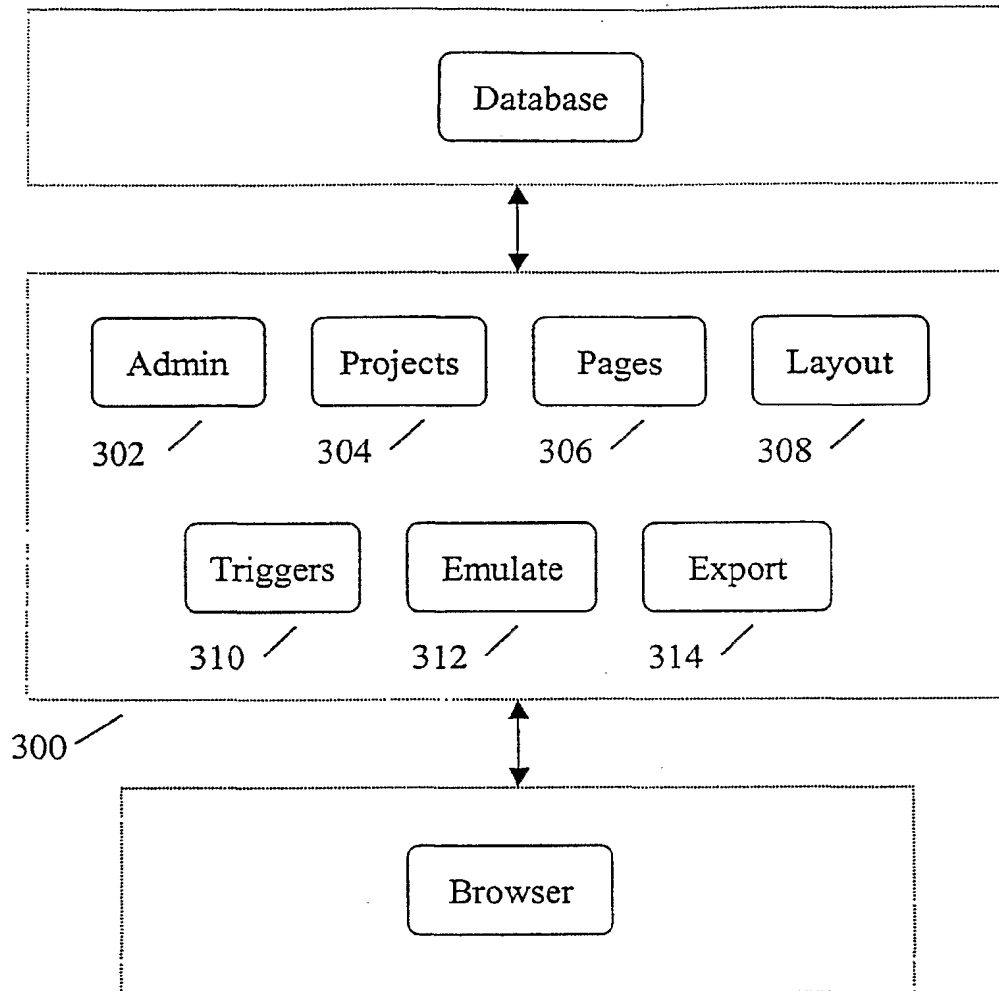 Database
Admin
Projects
Pages
Layout
302
304
306
308
Triggers
Emulate
Export
310
312
314
300
Browser